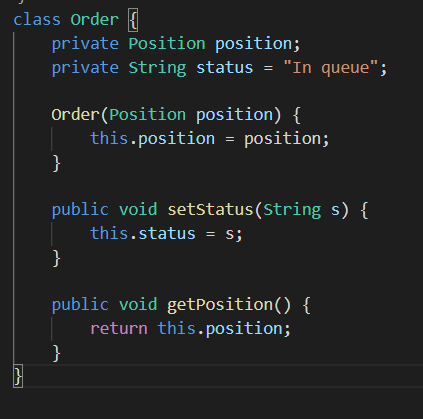 class Order {
    private Position position;
    private String status = "In queue";

    Order(Position position) {
        this.position = position;
    }

    public void setStatus(String s) {
        this.status = s;
    }

    public void getPosition() {
        return this.position;
    }
}